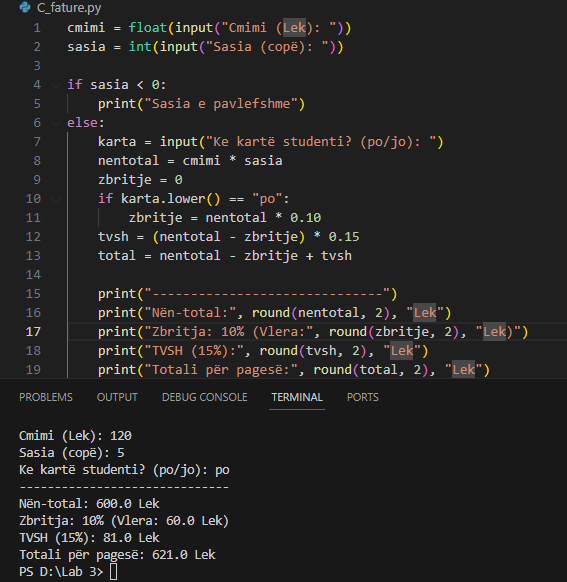 C_fature.py
1 cmimi = float(input("Cmimi (Lek): "))
2 sasia = int(input("Sasia (copë): "))
3
4 if sasia < 0:
5     print("Sasia e pavlefshme")
6 else:
7     karta = input("Ke kartë studenti? (po/jo): ")
8     nentotal = cmimi * sasia
9     zbritje = 0
10     if karta.lower() == "po":
11         zbritje = nentotal * 0.10
12     tvsh = (nentotal - zbritje) * 0.15
13     total = nentotal - zbritje + tvsh
14
15     print("------------------------------")
16     print("Nën-total:", round(nentotal, 2), "Lek")
17     print("Zbritja: 10% (Vlera:", round(zbritje, 2), "Lek)")
18     print("TVSH (15%):", round(tvsh, 2), "Lek")
19     print("Totali për pagesë:", round(total, 2), "Lek")
PROBLEMS OUTPUT DEBUG CONSOLE TERMINAL PORTS
Cmimi (Lek): 120
Sasia (copë): 5
Ke kartë studenti? (po/jo): po
------------------------------
Nën-total: 600.0 Lek
Zbritja: 10% (Vlera: 60.0 Lek)
TVSH (15%): 81.0 Lek
Totali për pagesë: 621.0 Lek
PS D:\Lab 3>